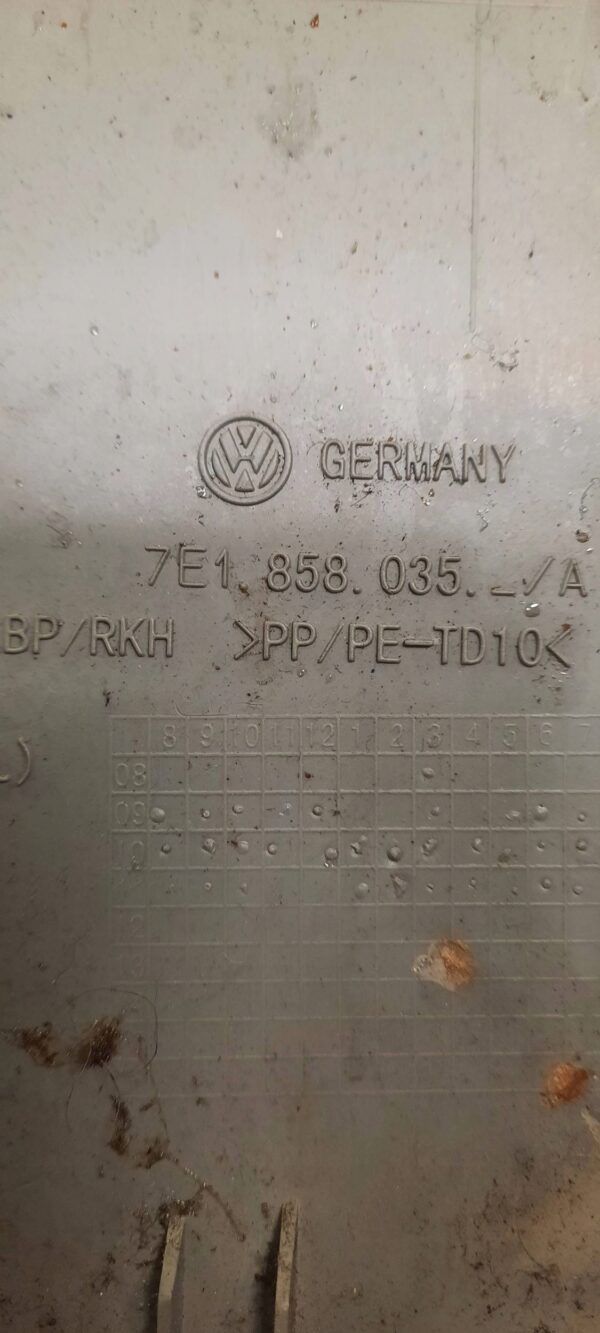 GERMANY
7E1.858.035._/A
BP/RKH >PP/PE-TD10<
8 9 10 11 12 1 2 3 4 5 6 7
08
09
10
11